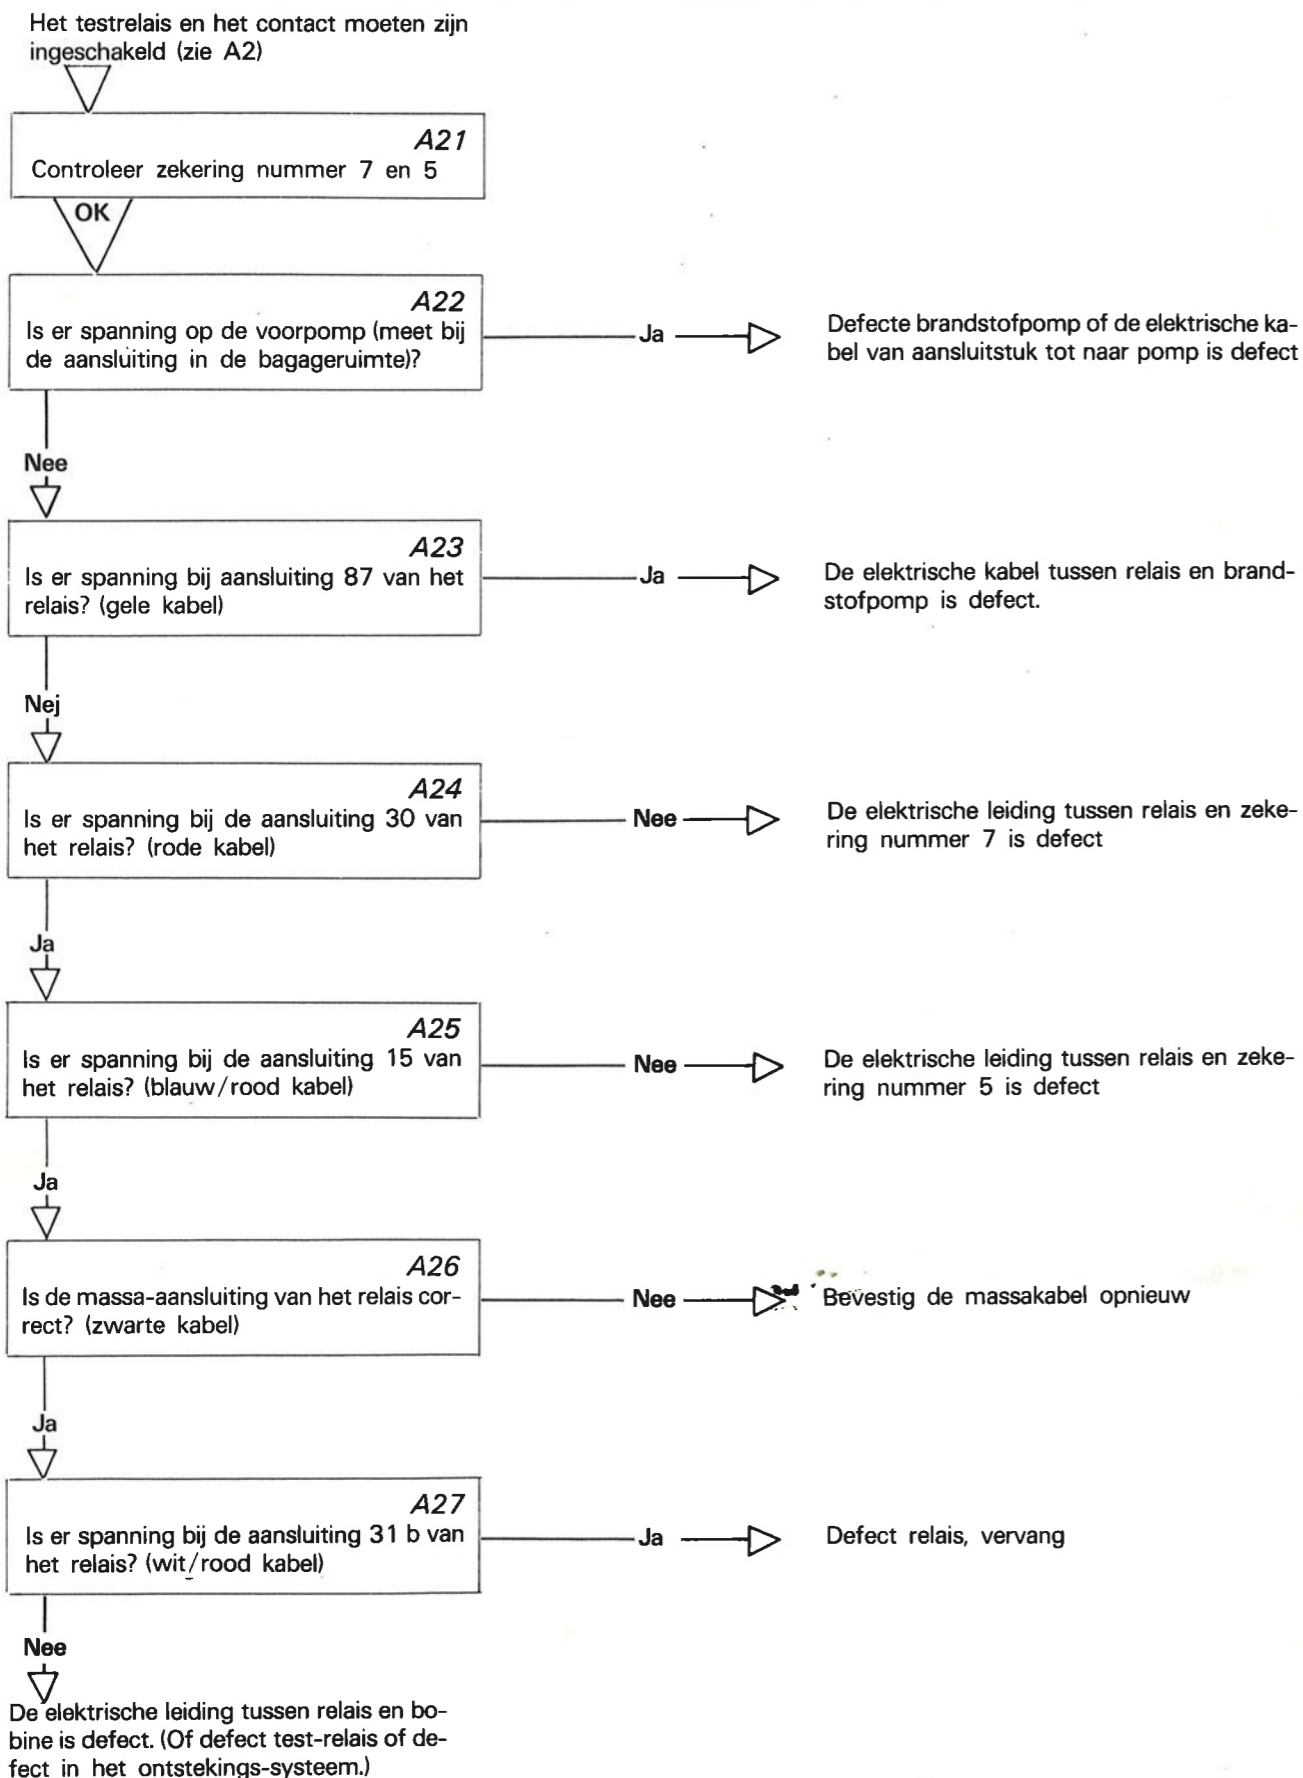 Het testrelais en het contact moeten zijn
ingeschakeld (zie A2)
A21
Controleer zekering nummer 7 en 5
OK
A22
Is er spanning op de voorpomp (meet bij
de aansluiting in de bagageruimte)?
Ja
Defecte brandstofpomp of de elektrische ka-
bel van aansluitstuk tot naar pomp is defect
Nee
A23
Is er spanning bij aansluiting 87 van het
relais? (gele kabel)
Ja
De elektrische kabel tussen relais en brand-
stofpomp is defect.
Nej
A24
Is er spanning bij de aansluiting 30 van
het relais? (rode kabel)
Nee
De elektrische leiding tussen relais en zeke-
ring nummer 7 is defect
Ja
A25
Is er spanning bij de aansluiting 15 van
het relais? (blauw/rood kabel)
Nee
De elektrische leiding tussen relais en zeke-
ring nummer 5 is defect
Ja
A26
Is de massa-aansluiting van het relais cor-
rect? (zwarte kabel)
Nee
Bevestig de massakabel opnieuw
Ja
A27
Is er spanning bij de aansluiting 31 b van
het relais? (wit/rood kabel)
Ja
Defect relais, vervang
Nee
De elektrische leiding tussen relais en bo-
bine is defect. (Of defect test-relais of de-
fect in het ontstekings-systeem.)